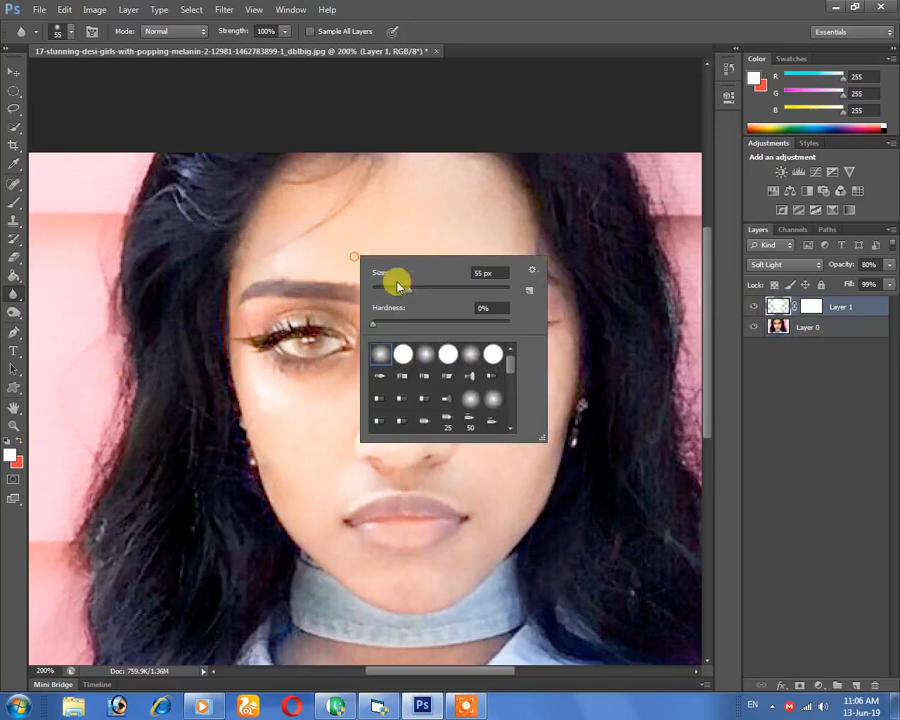 Ps File Edit Image Layer Type Select Filter View Window Help
55 Mode: Normal Strength: 100% Sample All Layers Essentials
17-stunning-desi-girls-with-popping-melanin-2-12981-1462783899-1_dblbig.jpg @ 200% (Layer 1, RGB/8*) * ×
Color Swatches
R 255
G 255
B 255
Adjustments Styles
Add an adjustment
Layers Channels Paths
Kind
Soft Light Opacity: 80%
Lock: Fill: 99%
Layer 1
Layer 0
Size: 55 px
Hardness: 0%
25 50
200% Doc: 759.9K/1.36M
Mini Bridge Timeline
EN 11:06 AM
13-Jun-19